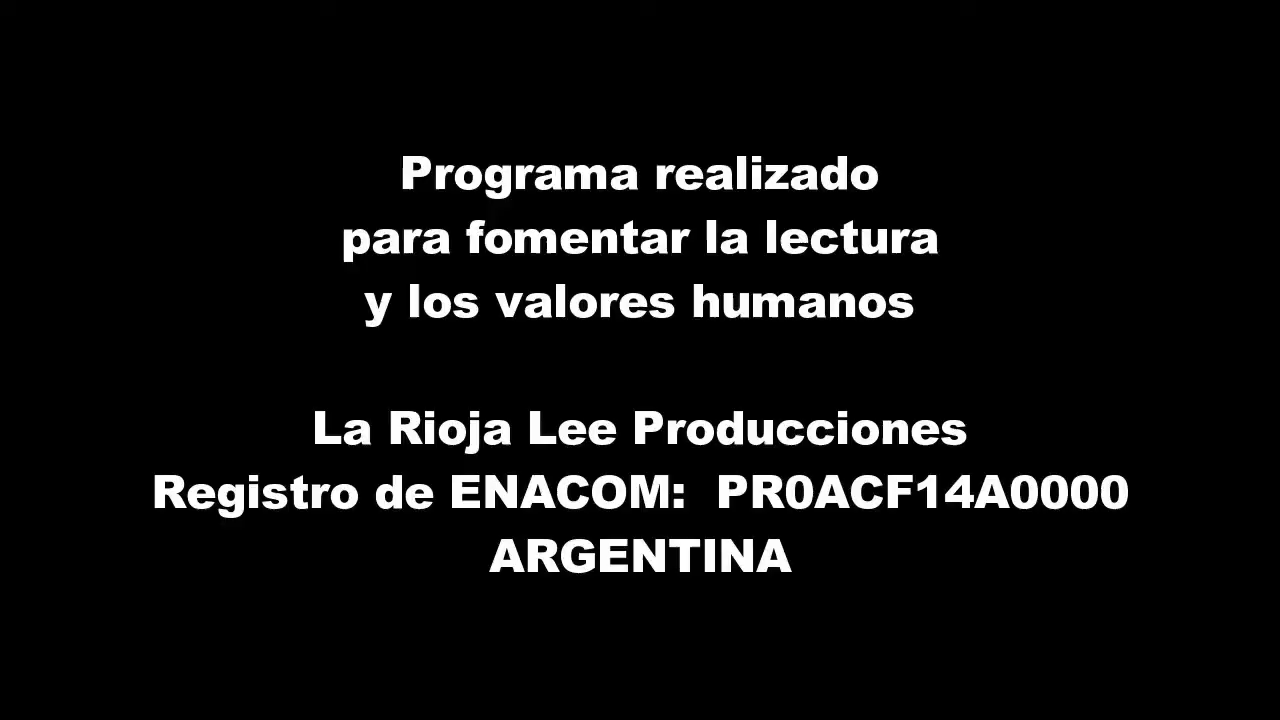 Programa realizado
para fomentar la lectura
y los valores humanos
La Rioja Lee Producciones
Registro de ENACOM:  PR0ACF14A0000
ARGENTINA